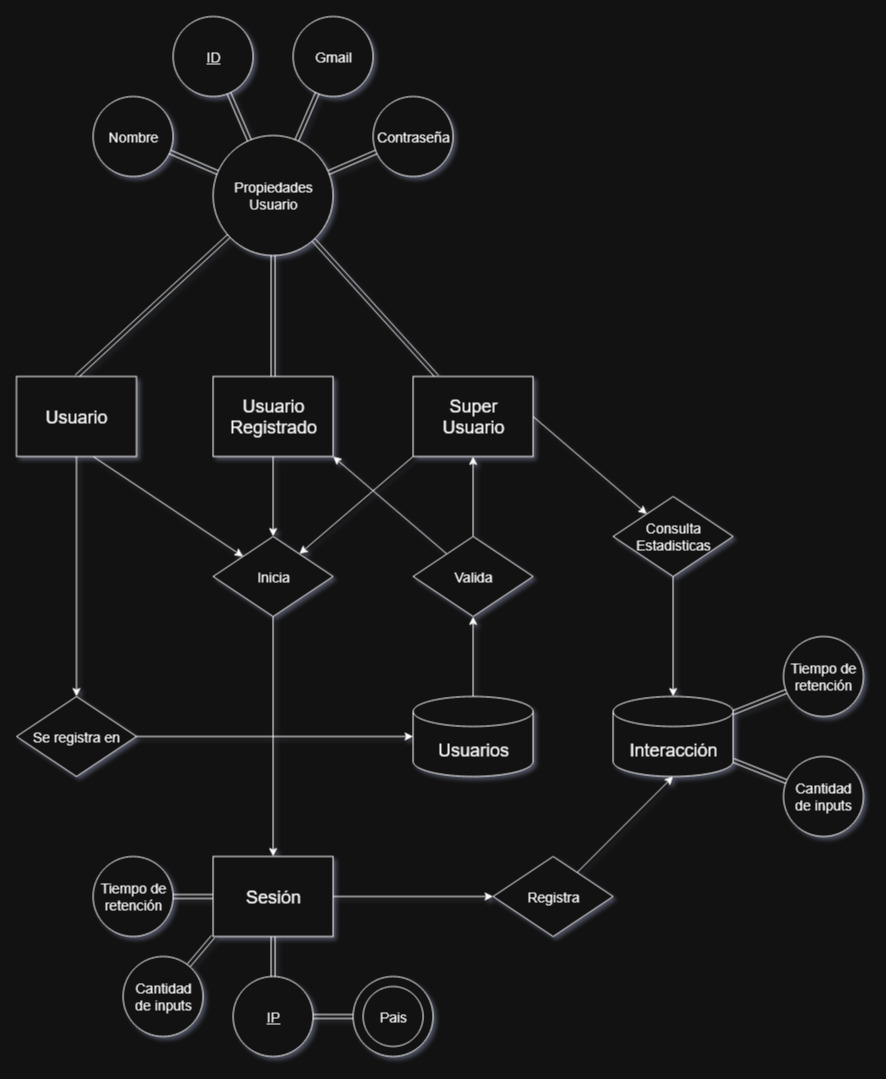 ID
Gmail
Nombre
Contraseña
Propiedades
Usuario
Usuario
Usuario
Registrado
Super
Usuario
Consulta
Estadisticas
Inicia
Valida
Tiempo de
retención
Se registra en
Usuarios
Interacción
Cantidad
de inputs
Tiempo de
retención
Sesión
Registra
Cantidad
de inputs
IP
Pais